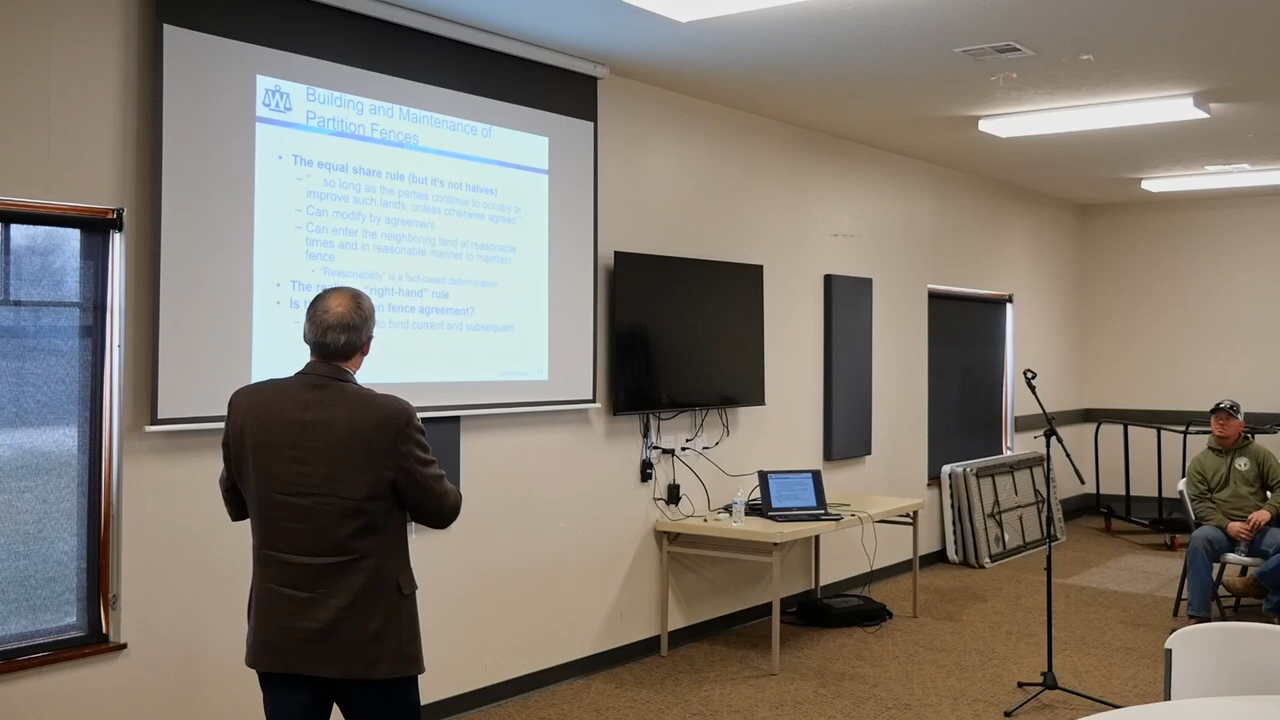 W
Building and Maintenance of
Partition Fences
• The equal share rule (but it's not halves)
– "…so long as the parties continue to occupy or
improve such lands, unless otherwise agreed."
– Can modify by agreement
– Can enter the neighboring land at reasonable
times and in reasonable manner to maintain
fence
• 'Reasonability' is a fact-based determination
• The "right-hand" rule
• Is fence agreement?
– to bind current and subsequent